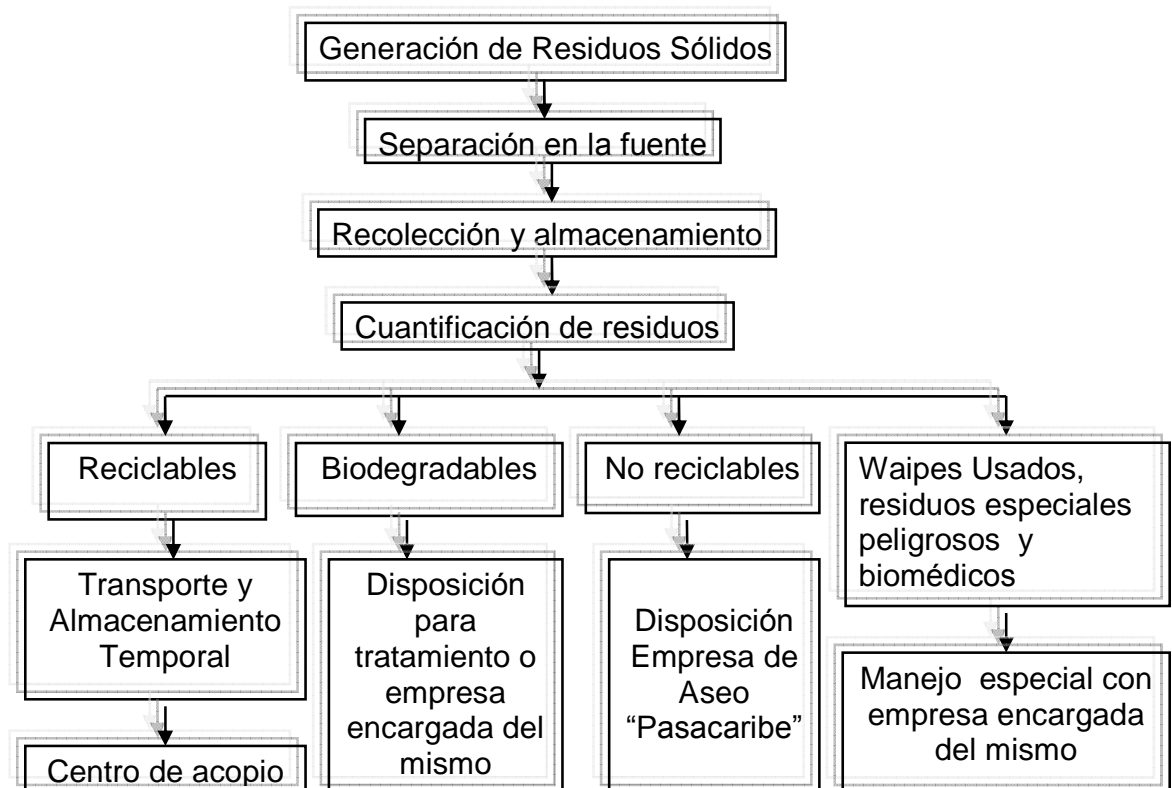 Generación de Residuos Sólidos
Separación en la fuente
Recolección y almacenamiento
Cuantificación de residuos
Reciclables
Biodegradables
No reciclables
Waipes Usados,
residuos especiales
peligrosos y
biomédicos
Transporte y
Almacenamiento
Temporal
Disposición
para
tratamiento o
empresa
encargada del
mismo
Disposición
Empresa de
Aseo
“Pasacaribe”
Manejo especial con
empresa encargada
del mismo
Centro de acopio